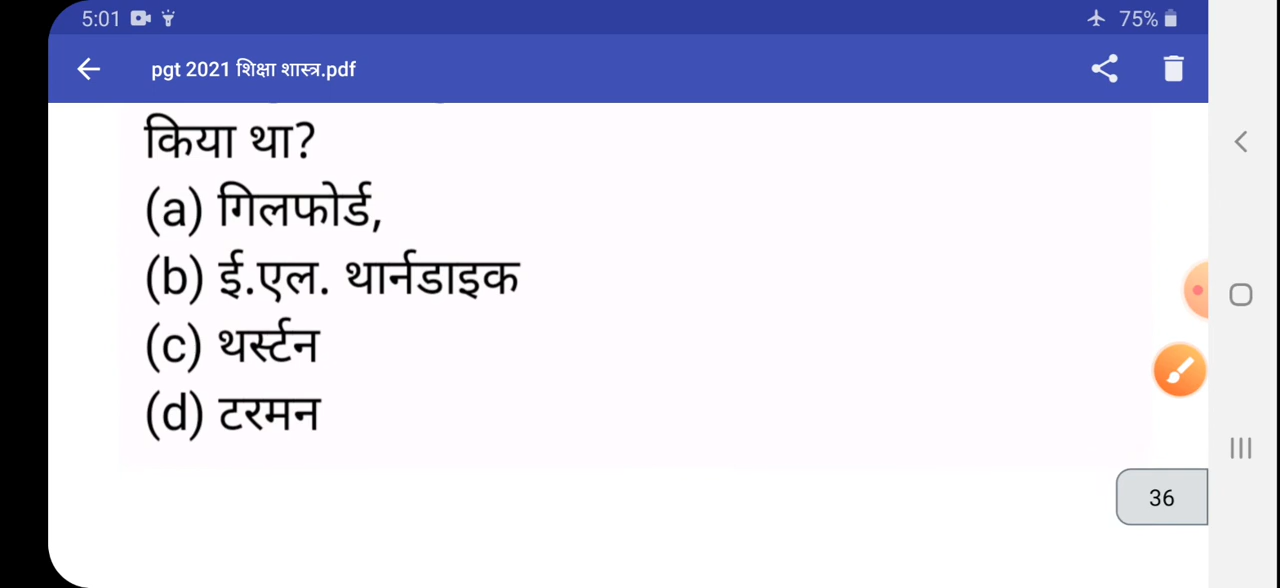 5:01 75%
pgt 2021 शिक्षा शास्त्र.pdf
किया था?
(a) गिलफोर्ड,
(b) ई.एल. थार्नडाइक
(c) थर्स्टन
(d) टरमन
36